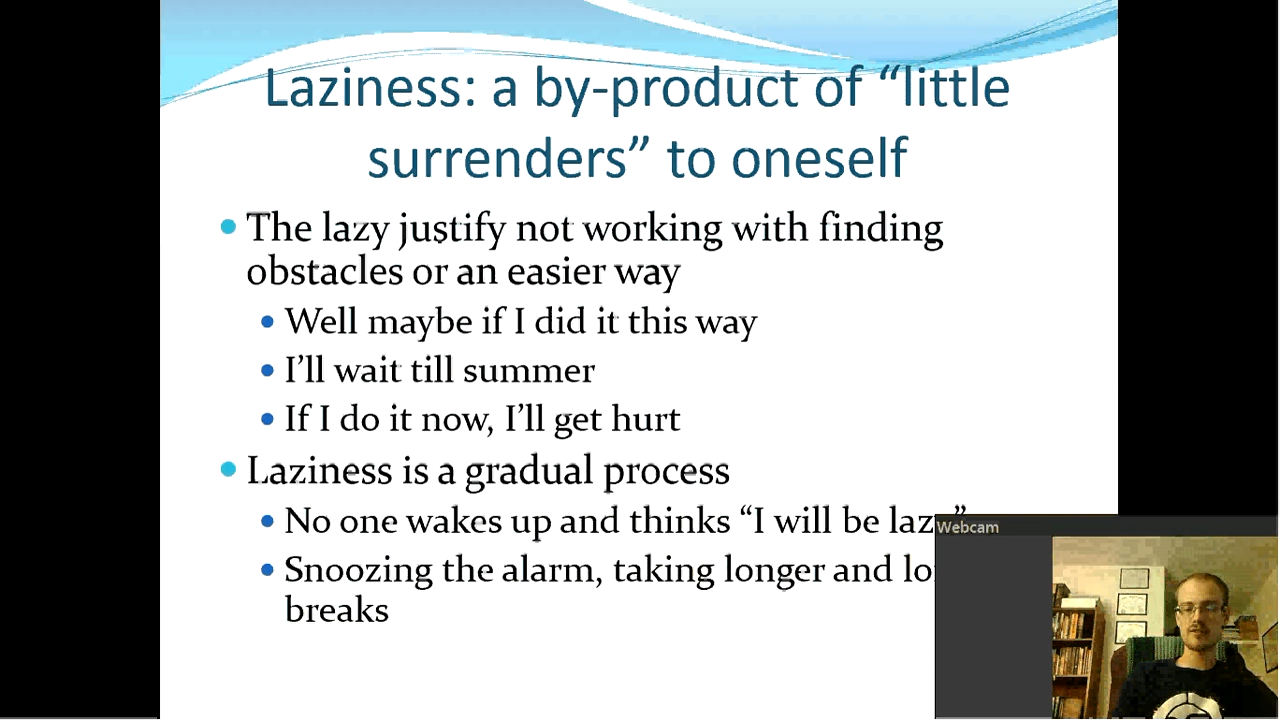 Laziness: a by-product of “little
surrenders” to oneself
The lazy justify not working with finding
obstacles or an easier way
Well maybe if I did it this way
I’ll wait till summer
If I do it now, I’ll get hurt
Laziness is a gradual process
No one wakes up and thinks “I will be
Webcam
Snoozing the alarm, taking longer and
breaks